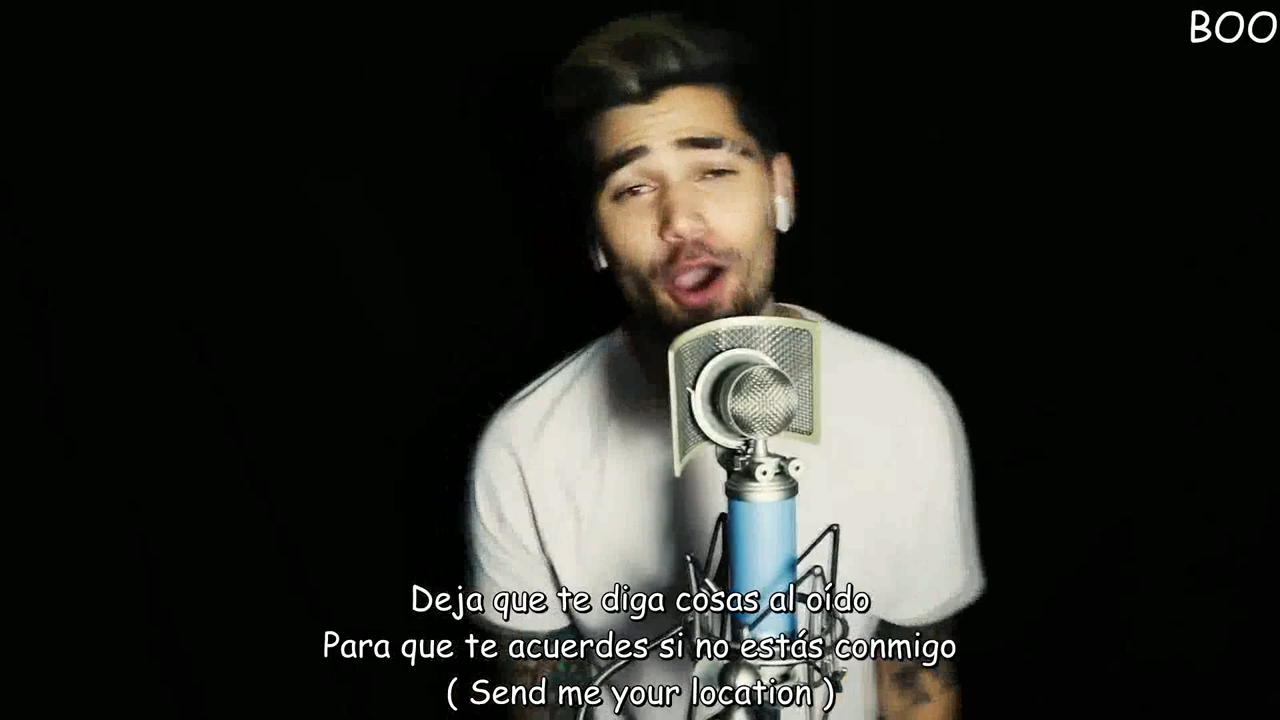 BOO
Deja que te diga cosas al oído
Para que te acuerdes si no estás conmigo
( Send me your location )